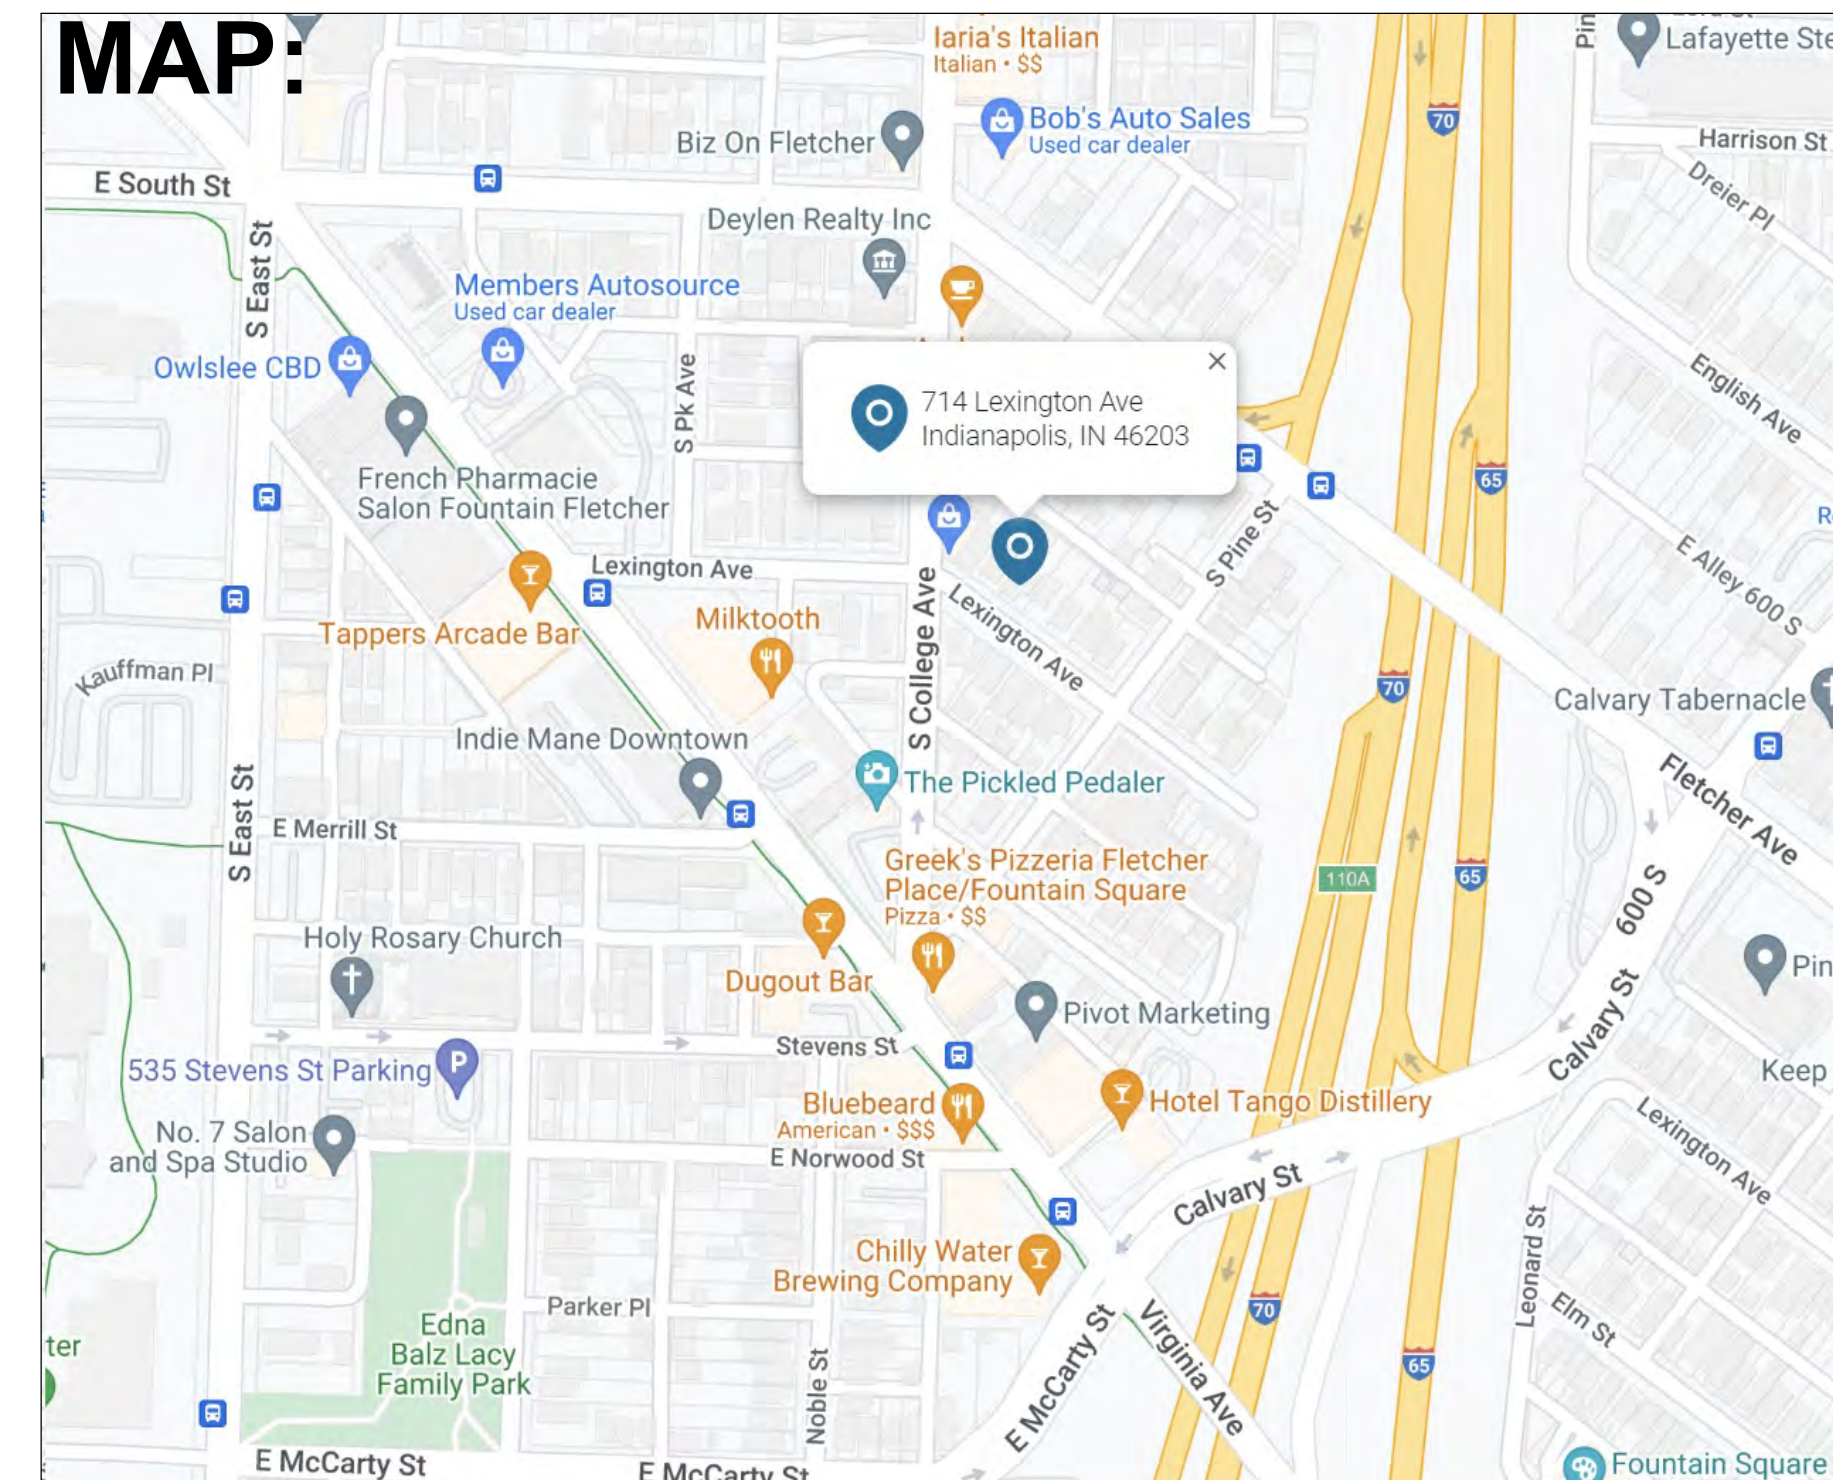 MAP:
Iaria's Italian
Italian • $$
Lafayette Ste
Pin
70
Biz On Fletcher
Bob's Auto Sales
Used car dealer
Harrison St
E South St
Dreier Pl
Deylen Realty Inc
S East St
Members Autosource
Used car dealer
Owlslee CBD
S Pk Ave
714 Lexington Ave
Indianapolis, IN 46203
English Ave
French Pharmacie
Salon Fountain Fletcher
65
R
S Pine St
E Alley 600 S
Lexington Ave
Lexington Ave
Tappers Arcade Bar
Milktooth
S College Ave
Kauffman Pl
70
Calvary Tabernacle
Indie Mane Downtown
The Pickled Pedaler
Fletcher Ave
S East St
E Merrill St
Greek's Pizzeria Fletcher
Place/Fountain Square
Pizza • $$
110A
65
600 S
Holy Rosary Church
Dugout Bar
Pin
Pivot Marketing
Calvary St
Stevens St
535 Stevens St Parking
P
Keep
Bluebeard
American • $$$
Hotel Tango Distillery
No. 7 Salon
and Spa Studio
E Norwood St
Lexington Ave
Calvary St
Chilly Water
Brewing Company
Leonard St
Parker Pl
70
Elm St
Edna
Balz Lacy
Family Park
ter
Noble St
E McCarty St
Virginia Ave
65
E McCarty St
E McCarty St
Fountain Square